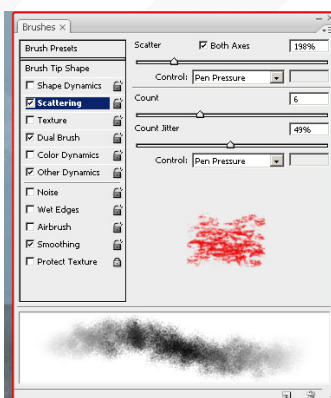 Brushes ×
Brush Presets
Brush Tip Shape
Shape Dynamics
Scattering
Texture
Dual Brush
Color Dynamics
Other Dynamics
Noise
Wet Edges
Airbrush
Smoothing
Protect Texture
Scatter Both Axes 198%
Control: Pen Pressure
Count 6
Count Jitter 49%
Control: Pen Pressure